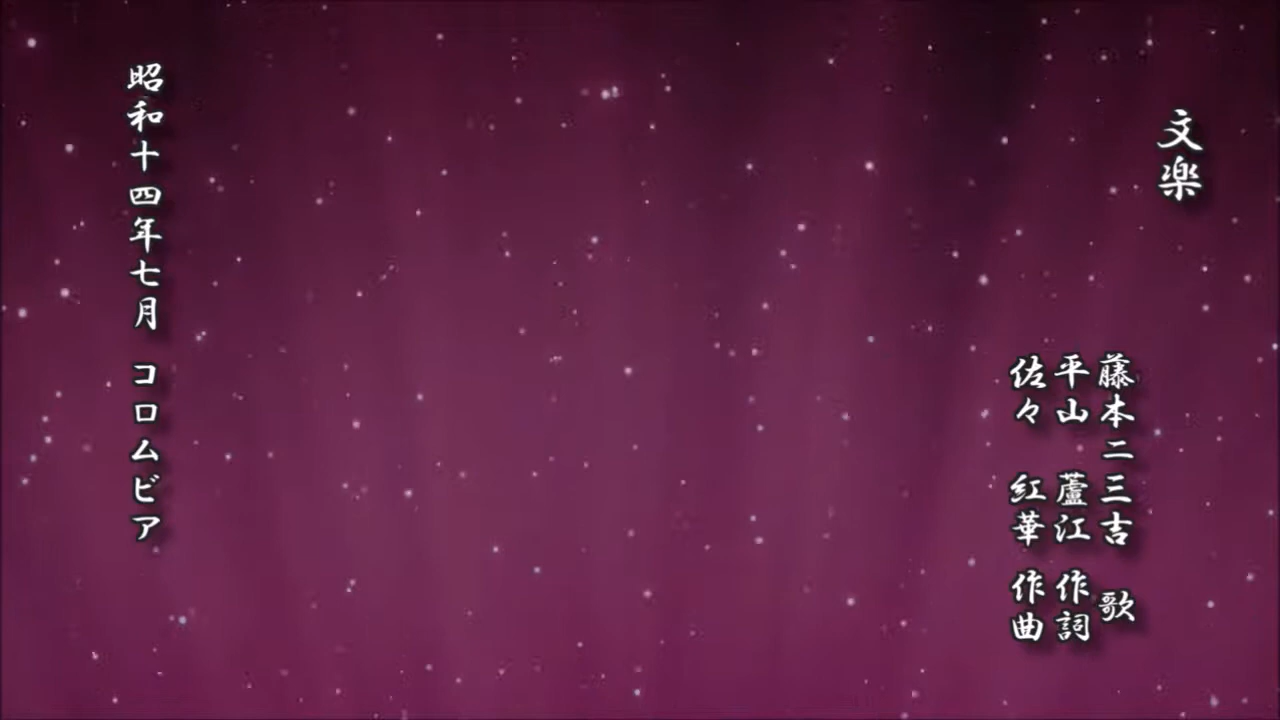 文楽
藤本二三吉 歌
平山 蘆江 作詞
佐々 紅華 作曲
昭和十四年七月 コロムビア